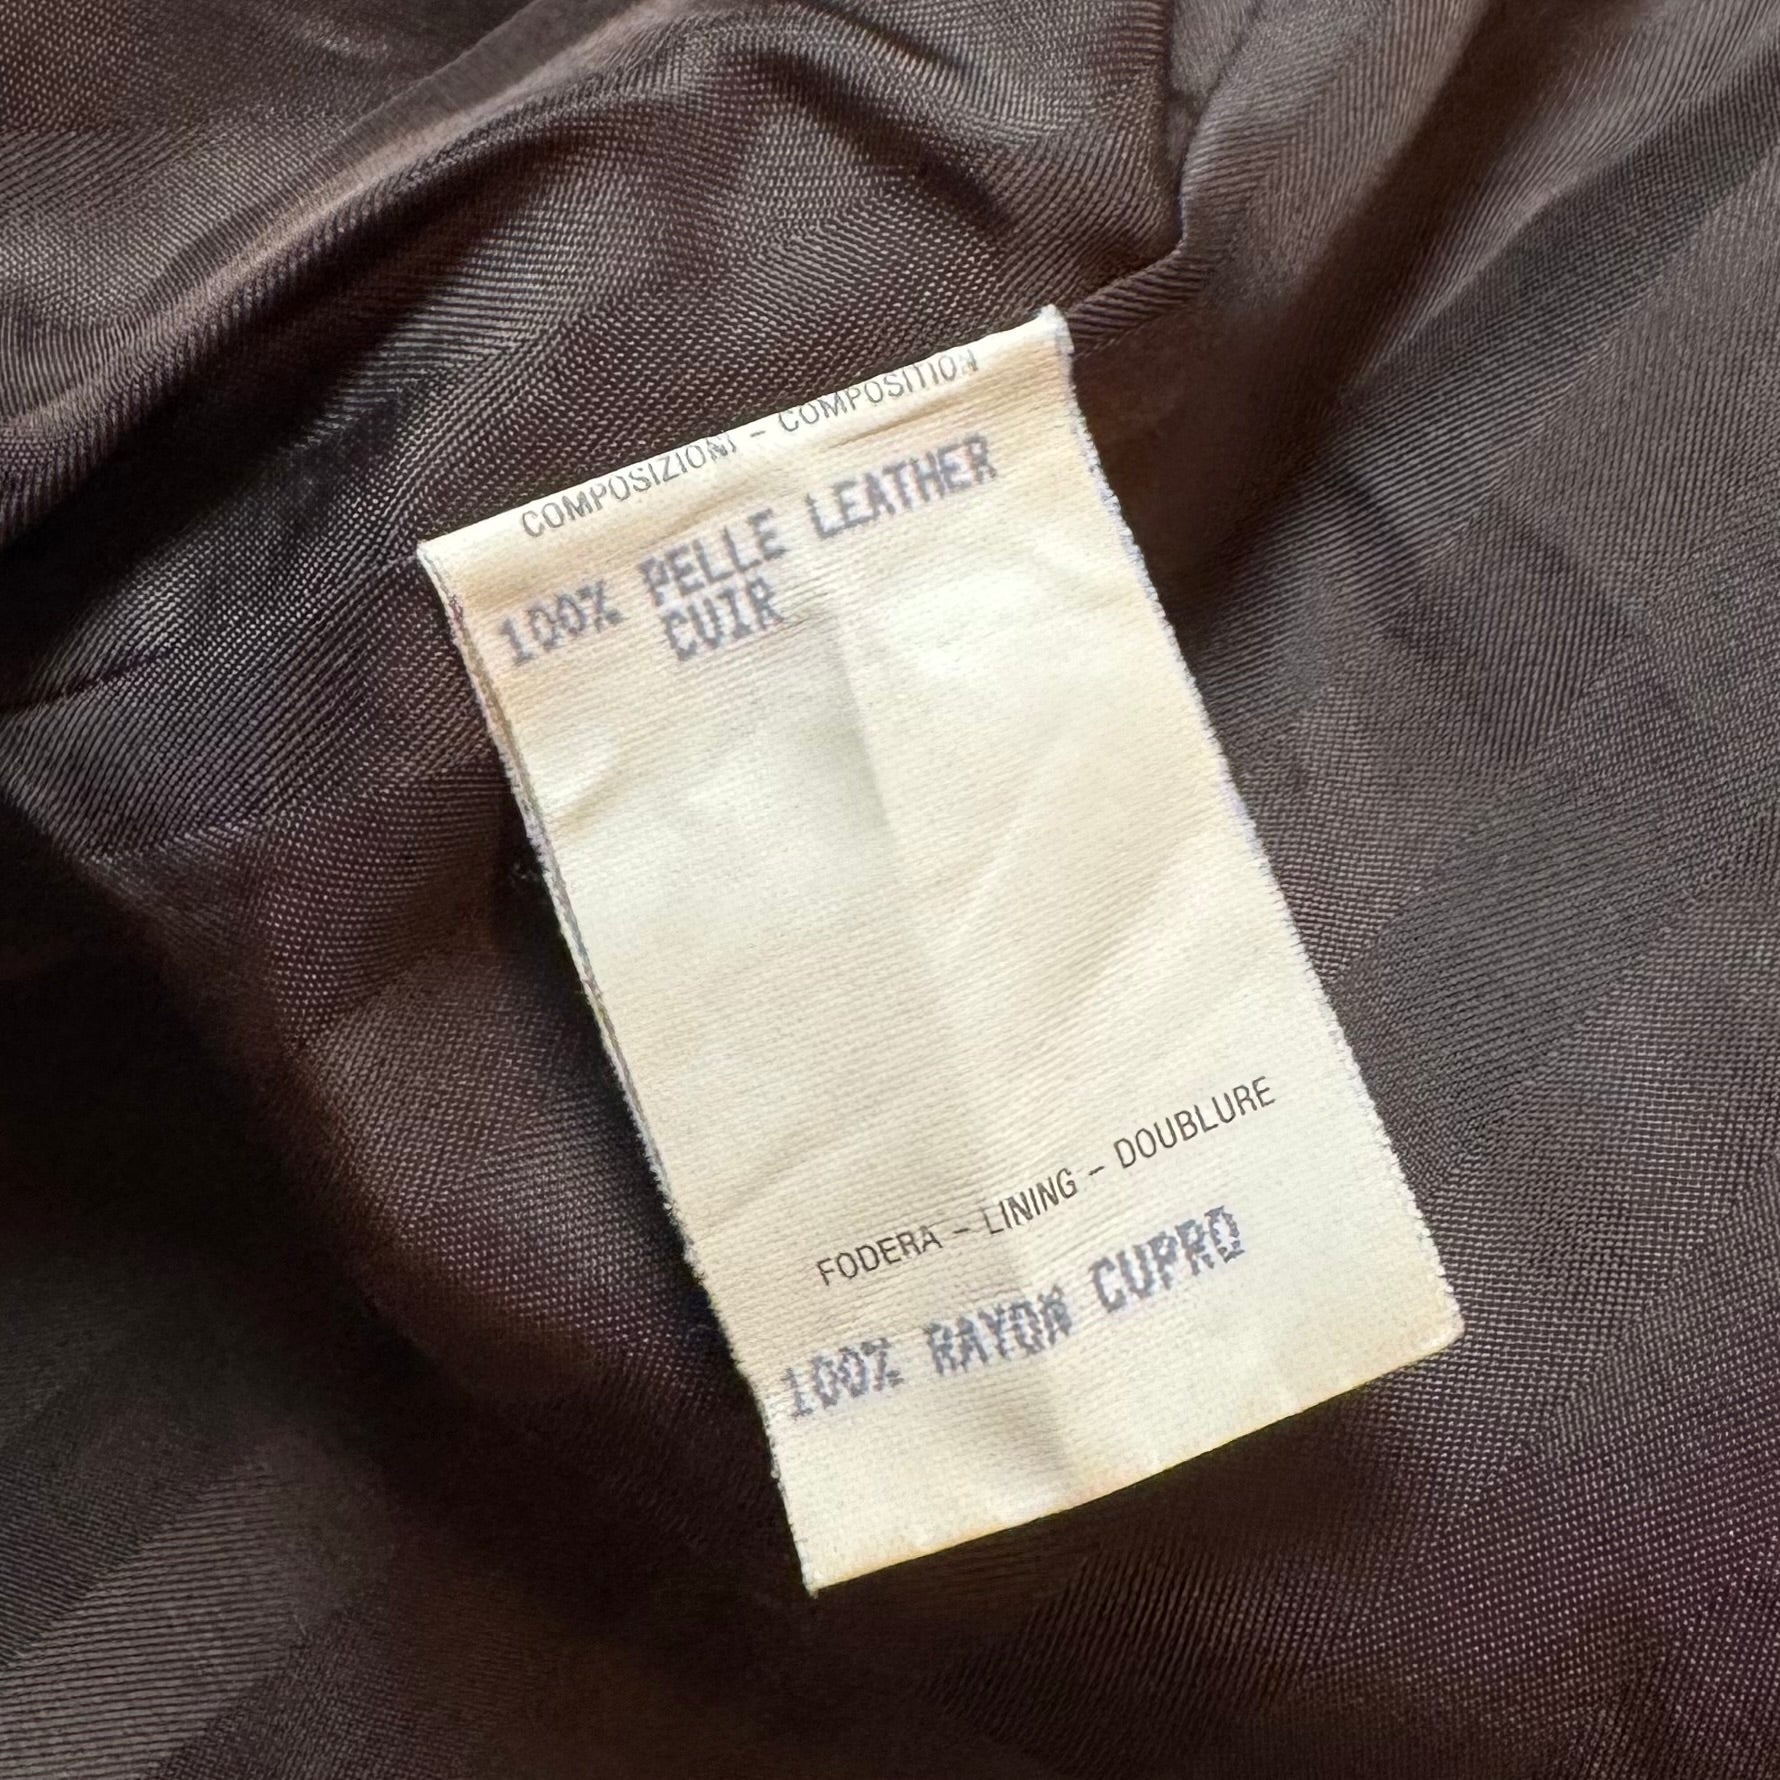 COMPOSIZIONI - COMPOSITION
100% PELLE LEATHER
CUIR
FODERA - LINING - DOUBLURE
100% RAYON CUPRO